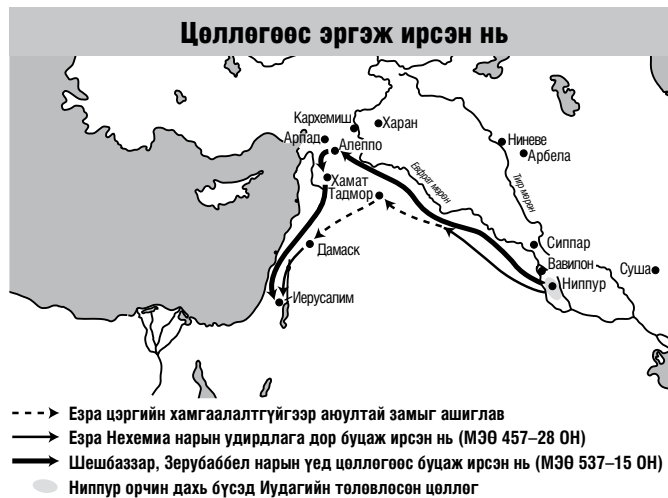 Цөллөгөөс эргэж ирсэн нь
Кархемиш
Харан
Арпад
Алеппо
Ниневе
Арбела
Хамат
Тадмор
Евфрат мөрөн
Тигр мөрөн
Дамаск
Сиппар
Вавилон
Суша
Ниппур
Иерусалим
Езра цэргийн хамгаалалтгүйгээр аюултай замыг ашиглав
Езра Нехемиа нарын удирдлага дор буцаж ирсэн нь (МЭӨ 457–28 ОН)
Шешбаззар, Зерубаббел нарын үед цөллөгөөс буцаж ирсэн нь (МЭӨ 537–15 ОН)
Ниппур орчин дахь бүсэд Иудагийн төлөвлөсөн цөллөг